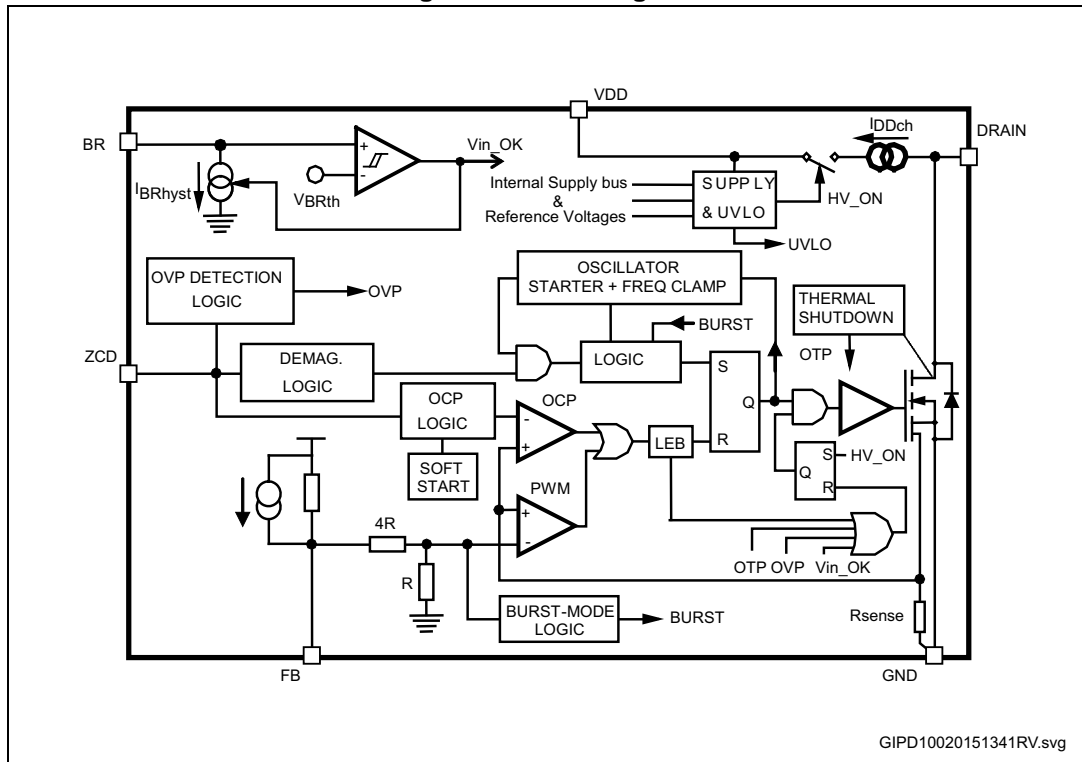 VDD
IDDch
DRAIN
BR
Vin_OK
+
-
IBRhyst
VBRth
Internal Supply bus
&
Reference Voltages
SUPPLY
& UVLO
HV_ON
UVLO
OVP DETECTION
LOGIC
OVP
OSCILLATOR
STARTER + FREQ CLAMP
THERMAL
SHUTDOWN
BURST
OTP
ZCD
DEMAG.
LOGIC
LOGIC
S
Q
R
OCP
LOGIC
OCP
-
+
LEB
SOFT
START
S
HV_ON
Q
R
PWM
+
-
4R
R
OTP OVP Vin_OK
BURST-MODE
LOGIC
BURST
Rsense
FB
GND
GIPD10020151341RV.svg